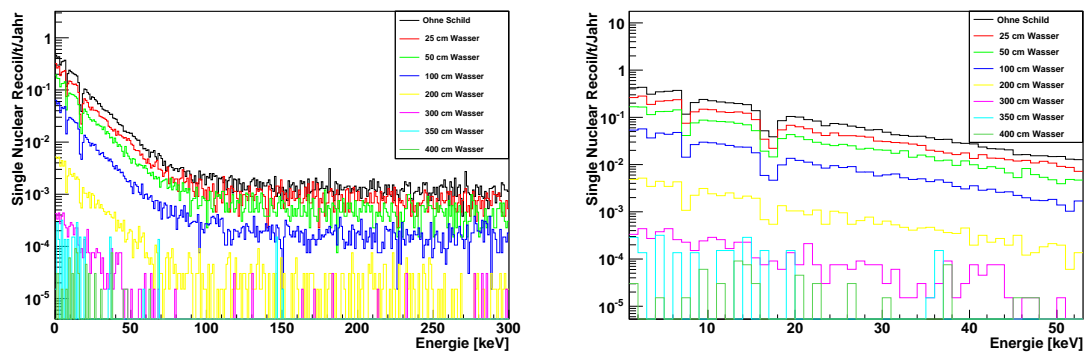 Single Nuclear Recoil/t/Jahr
1
10⁻¹
10⁻²
10⁻³
10⁻⁴
10⁻⁵
0 50 100 150 200 250 300
Energie [keV]
Ohne Schild
25 cm Wasser
50 cm Wasser
100 cm Wasser
200 cm Wasser
300 cm Wasser
350 cm Wasser
400 cm Wasser
Single Nuclear Recoil/t/Jahr
10
1
10⁻¹
10⁻²
10⁻³
10⁻⁴
10⁻⁵
10 20 30 40 50
Energie [keV]
Ohne Schild
25 cm Wasser
50 cm Wasser
100 cm Wasser
200 cm Wasser
300 cm Wasser
350 cm Wasser
400 cm Wasser